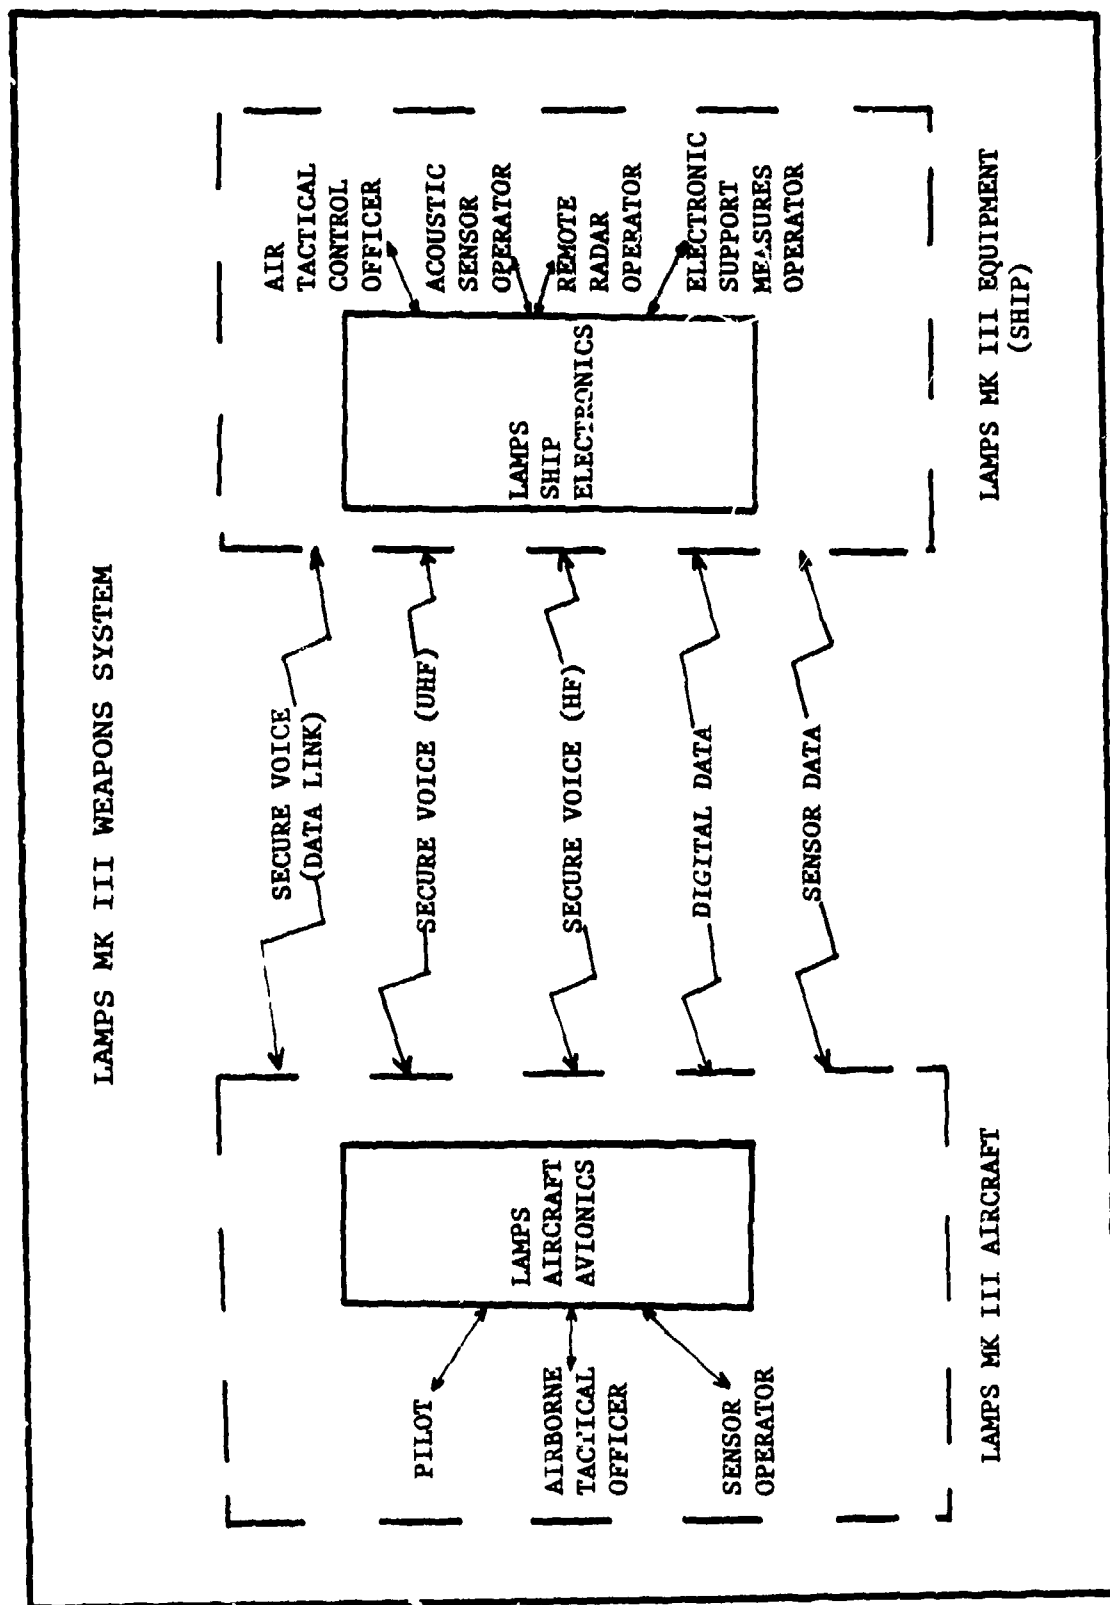 LAMPS MK III WEAPONS SYSTEM
PILOT
AIRBORNE
TACTICAL
OFFICER
SENSOR
OPERATOR
LAMPS
AIRCRAFT
AVIONICS
LAMPS MK III AIRCRAFT
SECURE VOICE
(DATA LINK)
SECURE VOICE (UHF)
SECURE VOICE (HF)
DIGITAL DATA
SENSOR DATA
LAMPS
SHIP
ELECTRONICS
AIR
TACTICAL
CONTROL
OFFICER
ACOUSTIC
SENSOR
OPERATOR
REMOTE
RADAR
OPERATOR
ELECTRONIC
SUPPORT
MEASURES
OPERATOR
LAMPS MK III EQUIPMENT
(SHIP)